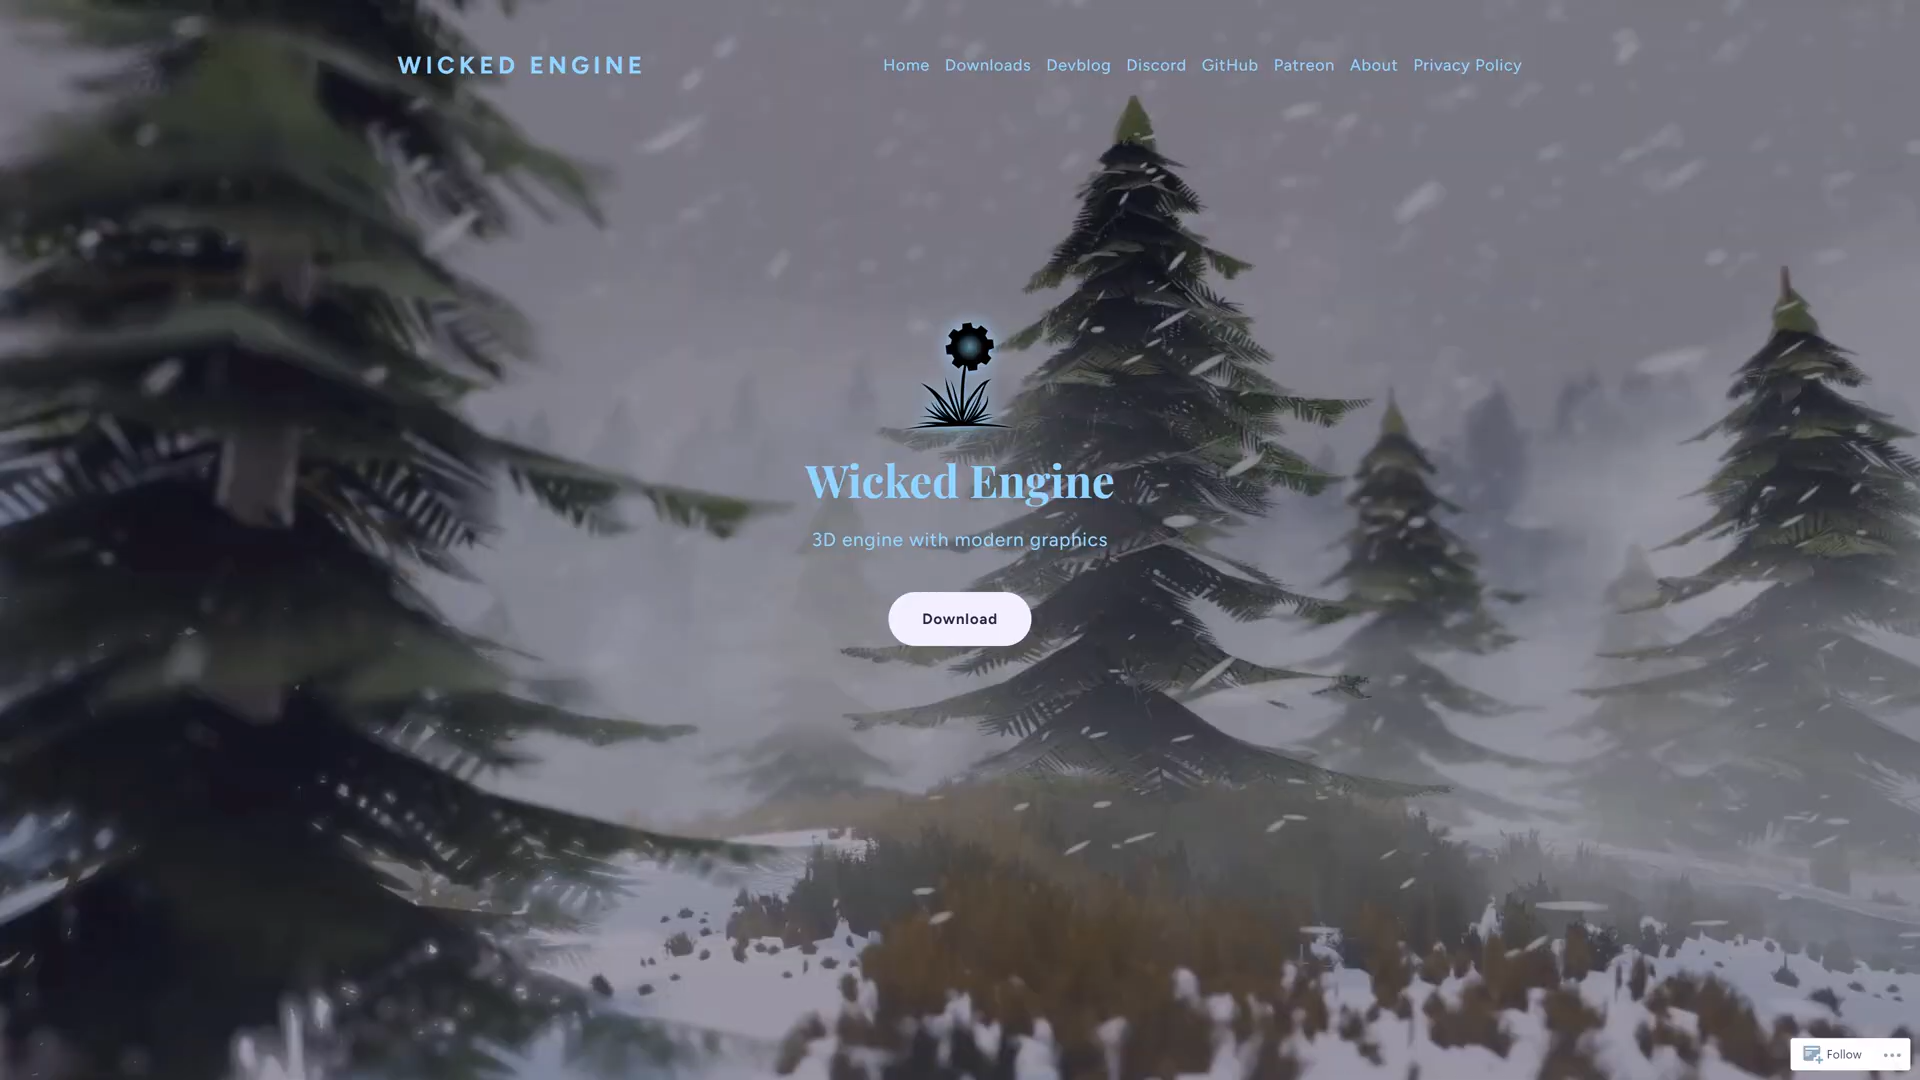 WICKED ENGINE
Home Downloads Devblog Discord GitHub Patreon About Privacy Policy
Wicked Engine
3D engine with modern graphics
Download
Follow